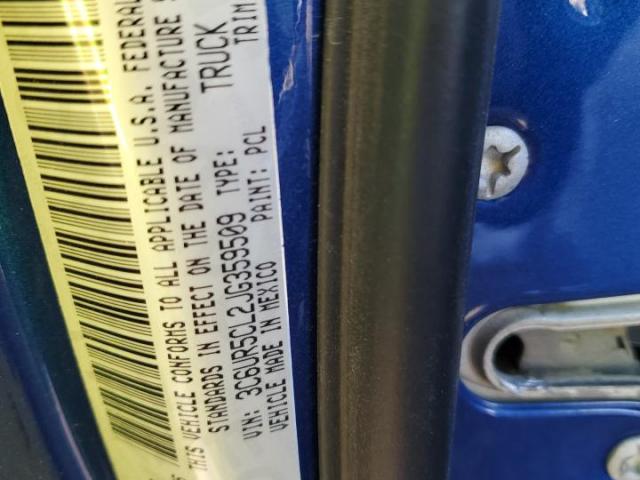 THIS VEHICLE CONFORMS TO ALL APPLICABLE U.S.A. FEDERAL
STANDARDS IN EFFECT ON THE DATE OF MANUFACTURE
VIN: 3C6UR5CL2JG359509 TYPE: TRUCK
VEHICLE MADE IN MEXICO PAINT: PCL TRIM